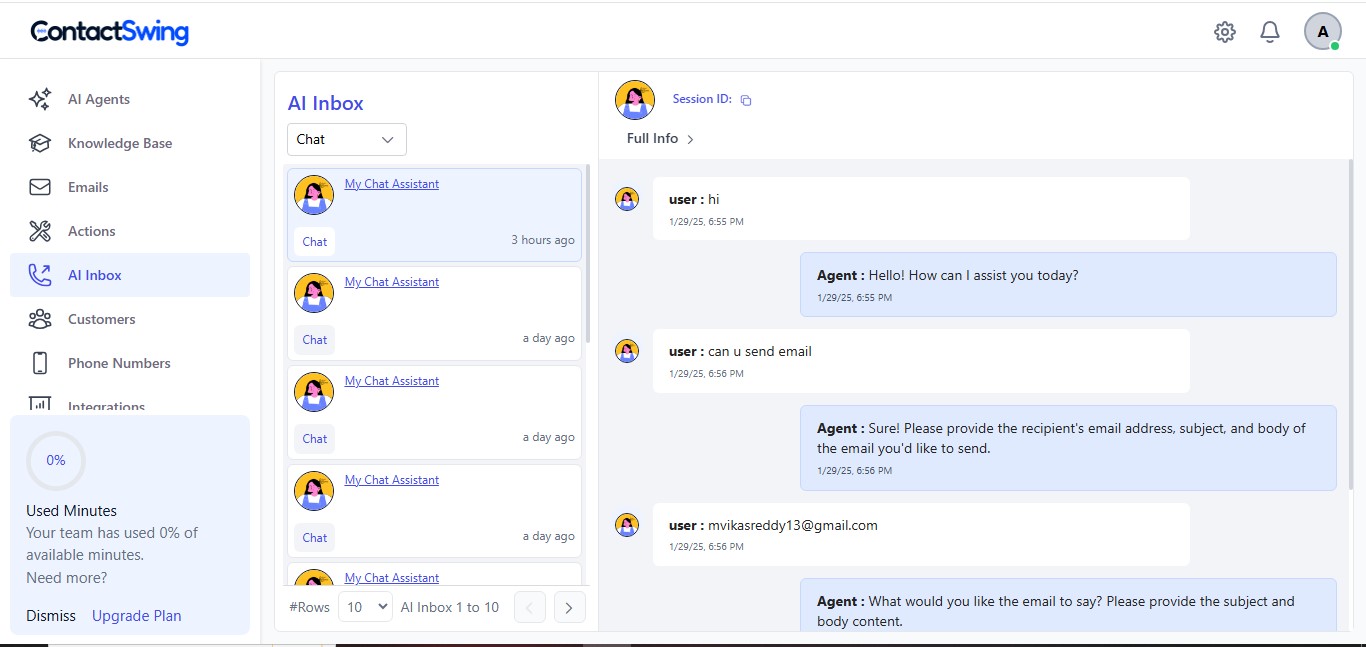 ContactSwing
A
AI Agents
Knowledge Base
Emails
Actions
AI Inbox
Customers
Phone Numbers
Integrations
0%
Used Minutes
Your team has used 0% of
available minutes.
Need more?
Dismiss Upgrade Plan
AI Inbox
Chat
My Chat Assistant
Chat
3 hours ago
My Chat Assistant
Chat
a day ago
My Chat Assistant
Chat
a day ago
My Chat Assistant
Chat
a day ago
My Chat Assistant
#Rows 10 AI Inbox 1 to 10
Session ID:
Full Info
user : hi
1/29/25, 6:55 PM
Agent : Hello! How can I assist you today?
1/29/25, 6:55 PM
user : can u send email
1/29/25, 6:56 PM
Agent : Sure! Please provide the recipient's email address, subject, and body of
the email you'd like to send.
1/29/25, 6:56 PM
user : mvikasreddy13@gmail.com
1/29/25, 6:56 PM
Agent : What would you like the email to say? Please provide the subject and
body content.